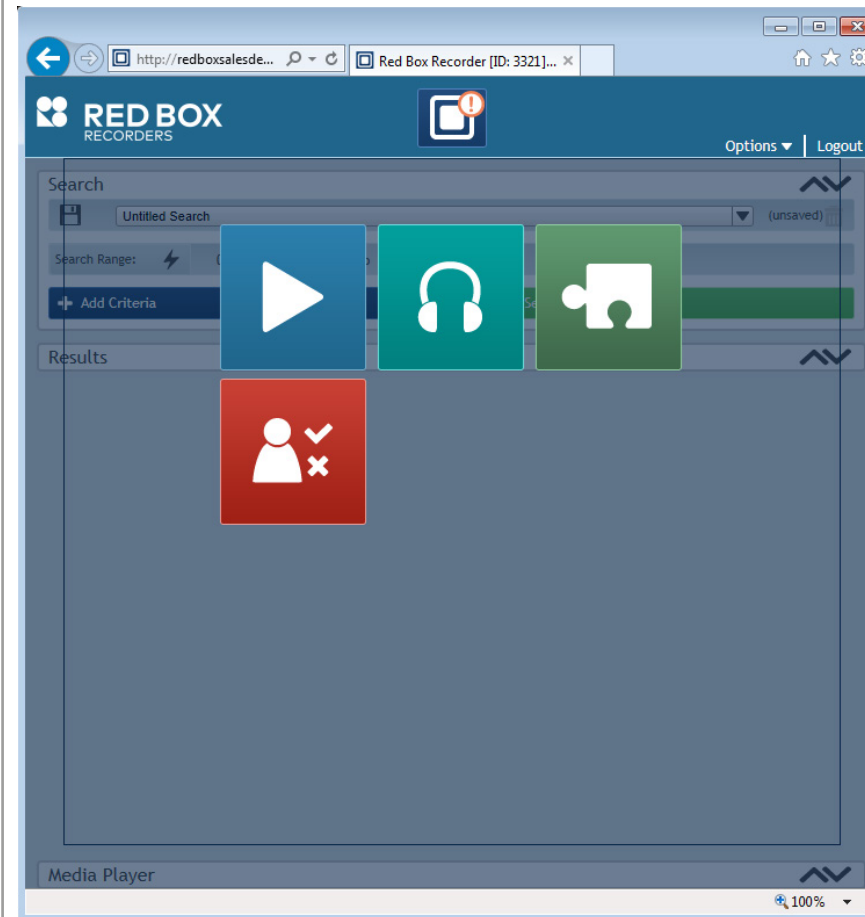 http://redboxsalesde...
Red Box Recorder [ID: 3321]...
RED BOX
RECORDERS
Options
Logout
Search
Untitled Search
(unsaved)
Search Range:
Add Criteria
Se
Results
Media Player
100%